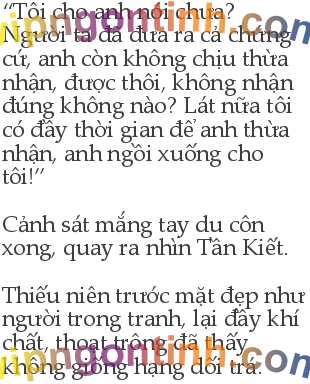 “Tôi cho anh nói chưa?
Người ta đã đưa ra cả chứng
cứ, anh còn không chịu thừa
nhận, được thôi, không nhận
đúng không nào? Lát nữa tôi
có đầy thời gian để anh thừa
nhận, anh ngồi xuống cho
tôi!”
Cảnh sát mắng tay du côn
xong, quay ra nhìn Tần Kiết.
Thiếu niên trước mặt đẹp như
người trong tranh, lại đầy khí
chất, thoạt trông đã thấy
không giống hạng dối trá.
vipngontinh.com
vipngontinh.com